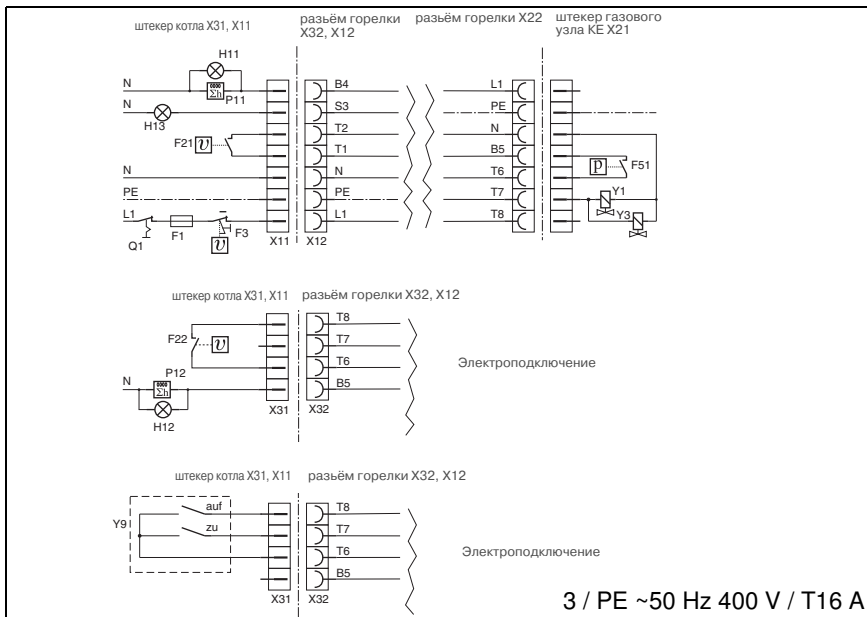 штекер котла X31, X11
разъём горелки X32, X12
разъём горелки X22
штекер газового узла KE X21
H11
N
0000 Σh
P11
N
H13
F21
υ
N
PE
L1
Q1
F1
F3
υ
X11
X12
B4
S3
T2
T1
N
PE
L1
L1
PE
N
B5
T6
T7
T8
p
F51
Y1
Y3
штекер котла X31, X11
разъём горелки X32, X12
F22
υ
N
P12
0000 Σh
H12
X31
X32
T8
T7
T6
B5
Электроподключение
штекер котла X31, X11
разъём горелки X32, X12
Y9
auf
zu
X31
X32
T8
T7
T6
B5
Электроподключение
3 / PE ~50 Hz 400 V / T16 A